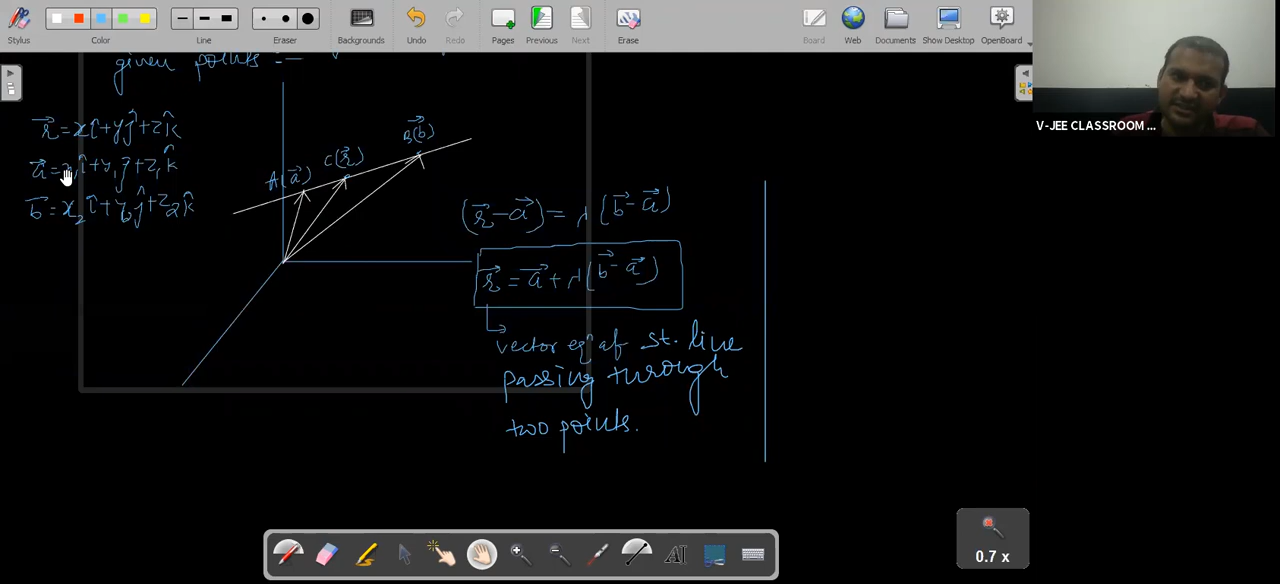 Stylus
Color
Line
Eraser
Backgrounds
Undo
Redo
Pages
Previous
Next
Erase
Board
Web
Documents
Show Desktop
OpenBoard
V-JEE CLASSROOM ...
given points :-
r⃗ = xî + yĵ + zk̂
a⃗ = x₁î + y₁ĵ + z₁k̂
b⃗ = x₂î + y₂ĵ + z₂k̂
A(a⃗)
C(r⃗)
B(b⃗)
(r⃗ - a⃗) = λ(b⃗ - a⃗)
r⃗ = a⃗ + λ(b⃗ - a⃗)
vector eqⁿ of st. line
passing through
two points.
AI
0.7 x